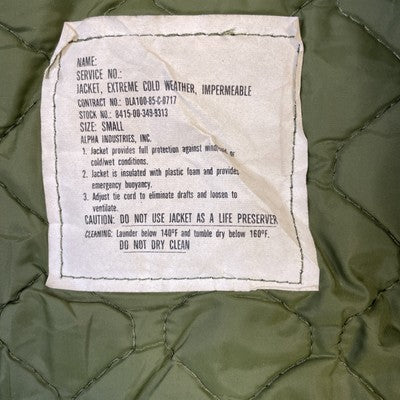 NAME:
SERVICE NO.:
JACKET, EXTREME COLD WEATHER, IMPERMEABLE
CONTRACT NO.: DLA100-85-C-0717
STOCK NO.: 8415-00-349-9313
SIZE: SMALL
ALPHA INDUSTRIES, INC.
1. Jacket provides full protection against wind, or
cold/wet conditions.
2. Jacket is insulated with plastic foam and provides
emergency buoyancy.
3. Adjust tie cord to eliminate drafts and loosen to
ventilate.
CAUTION: DO NOT USE JACKET AS A LIFE PRESERVER
CLEANING: Launder below 140°F and tumble dry below 160°F.
DO NOT DRY CLEAN